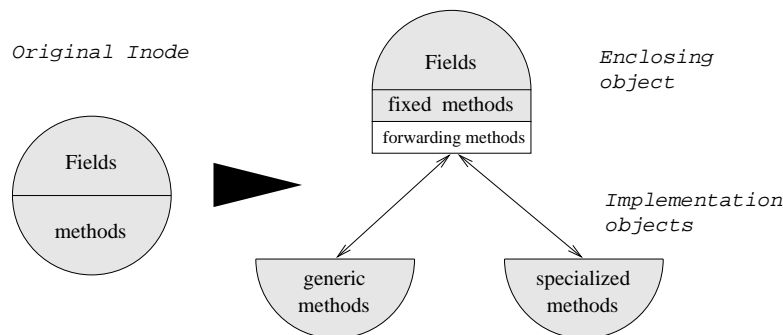 Original Inode
Fields
methods
Fields
fixed methods
forwarding methods
Enclosing
object
Implementation
objects
generic
methods
specialized
methods